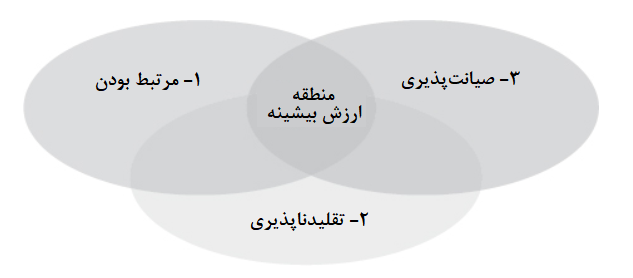 ۱- مرتبط بودن
۳- صیانت‌پذیری
منطقه
ارزش بیشینه
۲- تقلیدناپذیری